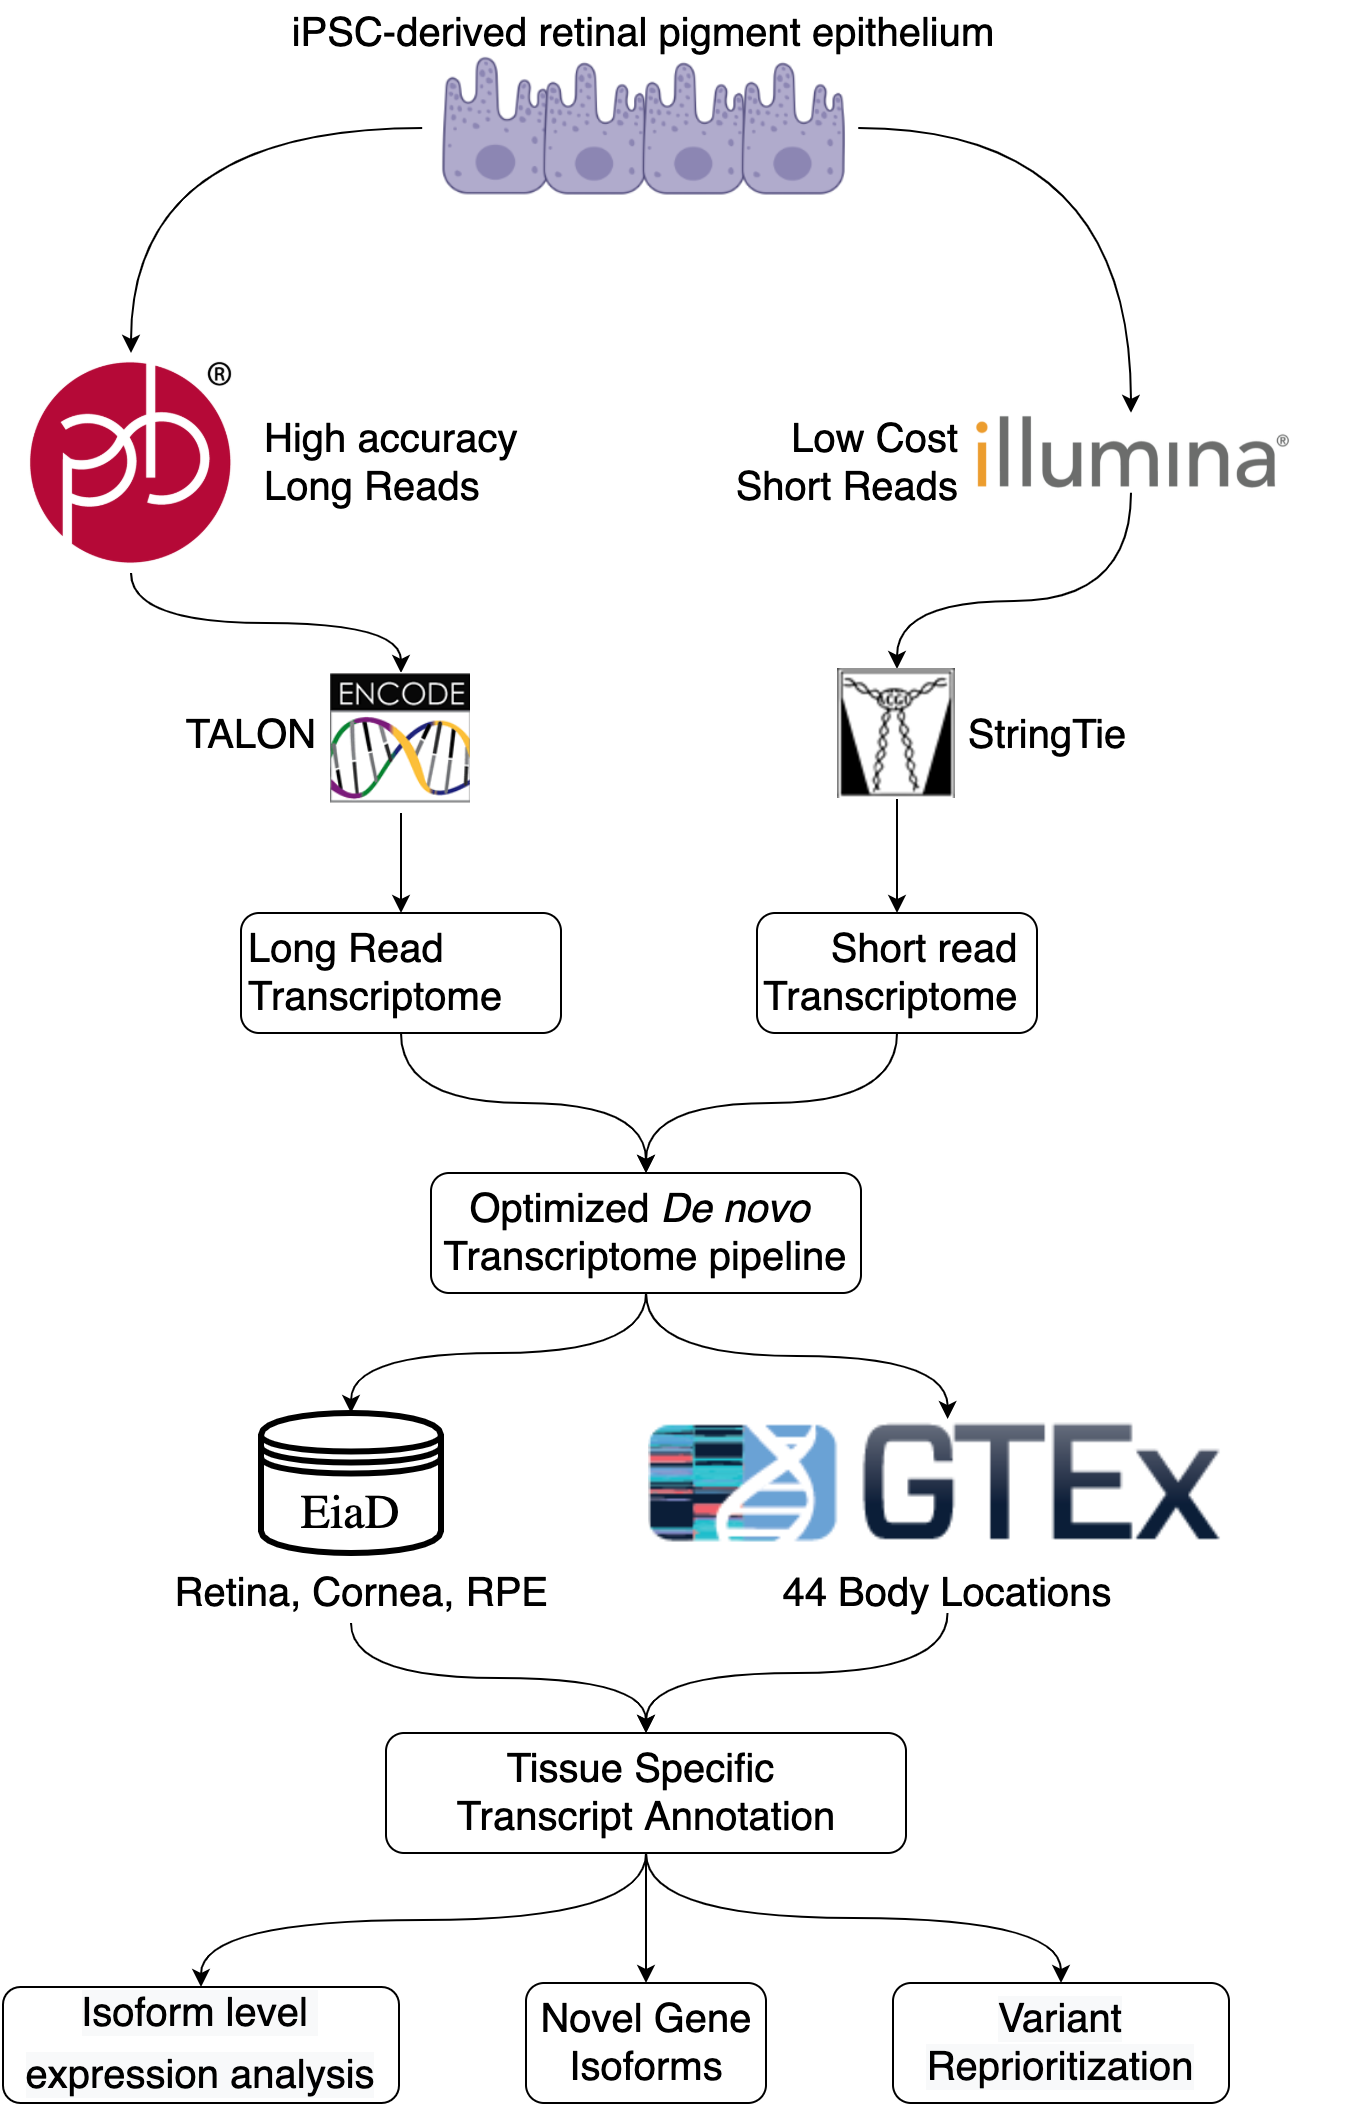 iPSC-derived retinal pigment epithelium
pb®
High accuracy
Long Reads
Low Cost
Short Reads
illumina®
TALON
ENCODE
ACGT
StringTie
Long Read
Transcriptome
Short read
Transcriptome
Optimized De novo
Transcriptome pipeline
EiaD
GTEx
Retina, Cornea, RPE
44 Body Locations
Tissue Specific
Transcript Annotation
Isoform level
expression analysis
Novel Gene
Isoforms
Variant
Reprioritization